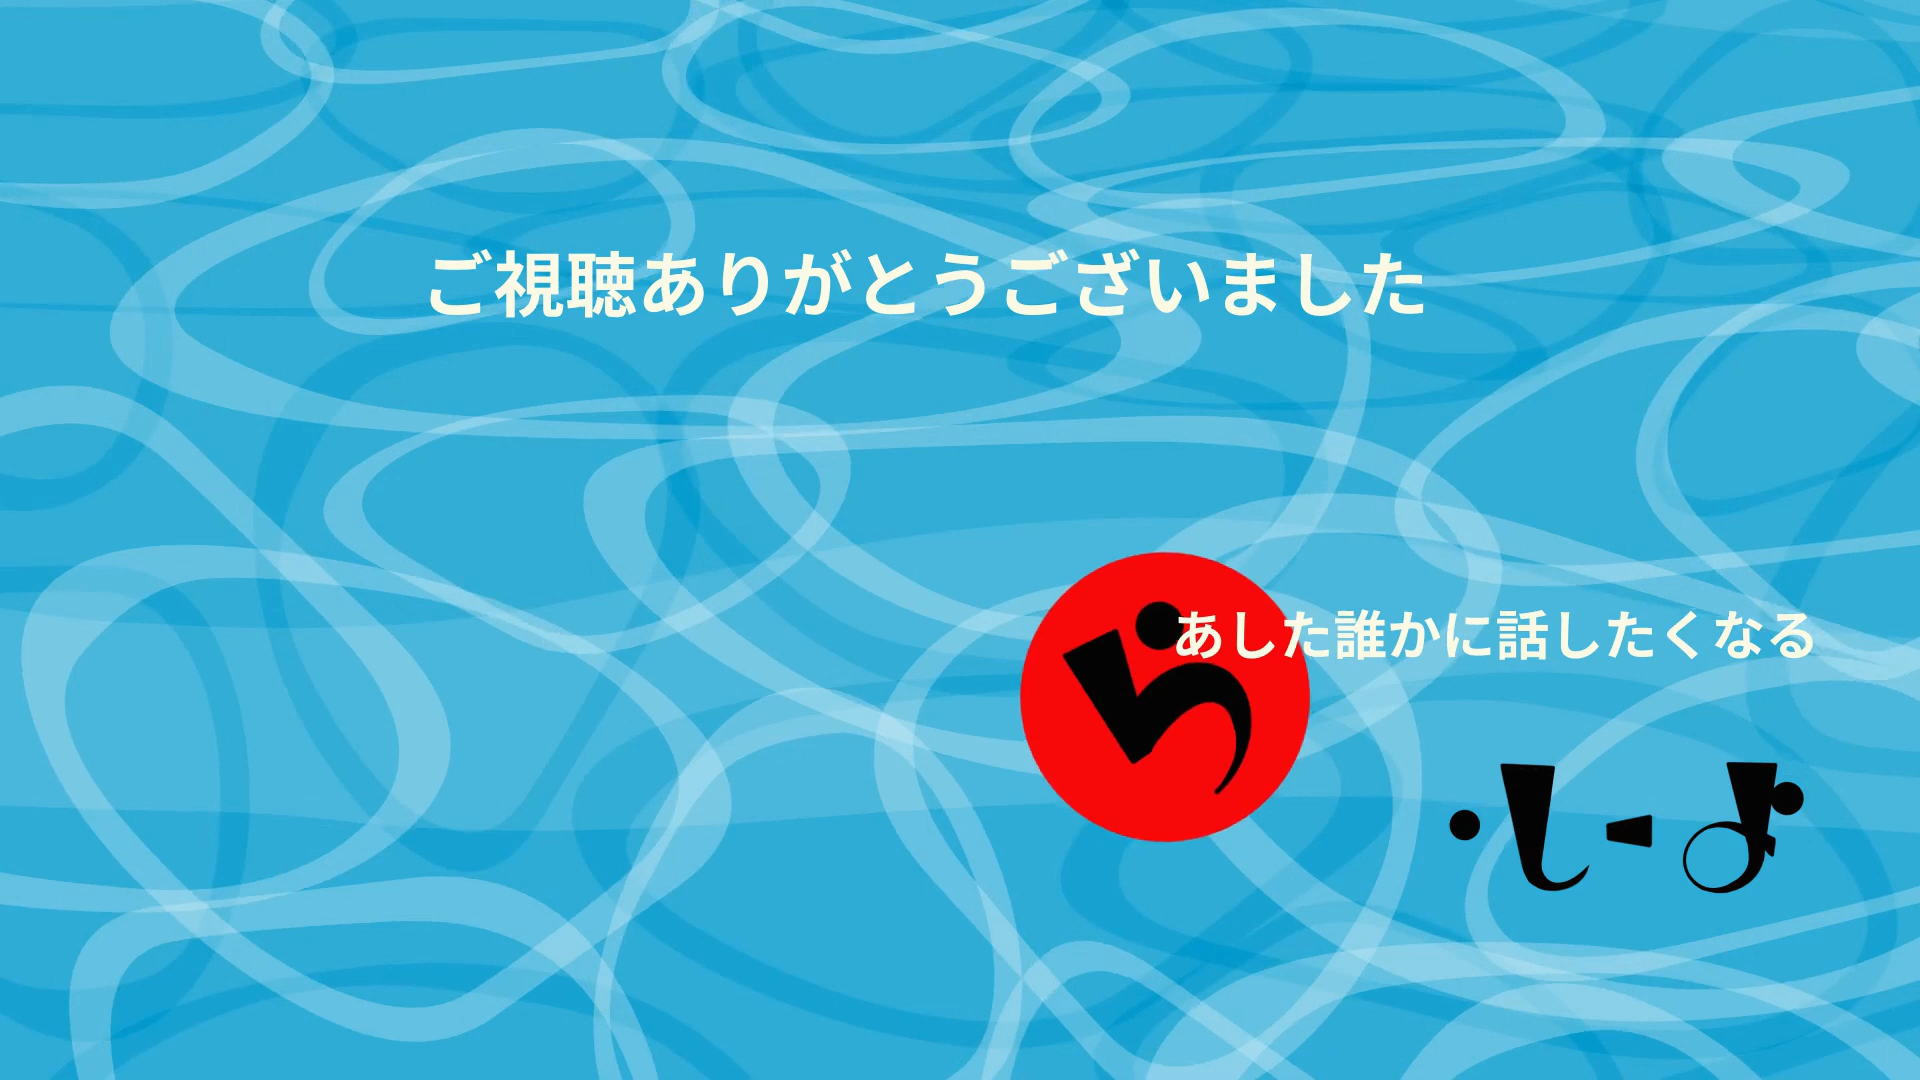 ご視聴ありがとうございました
あした誰かに話したくなる
ら